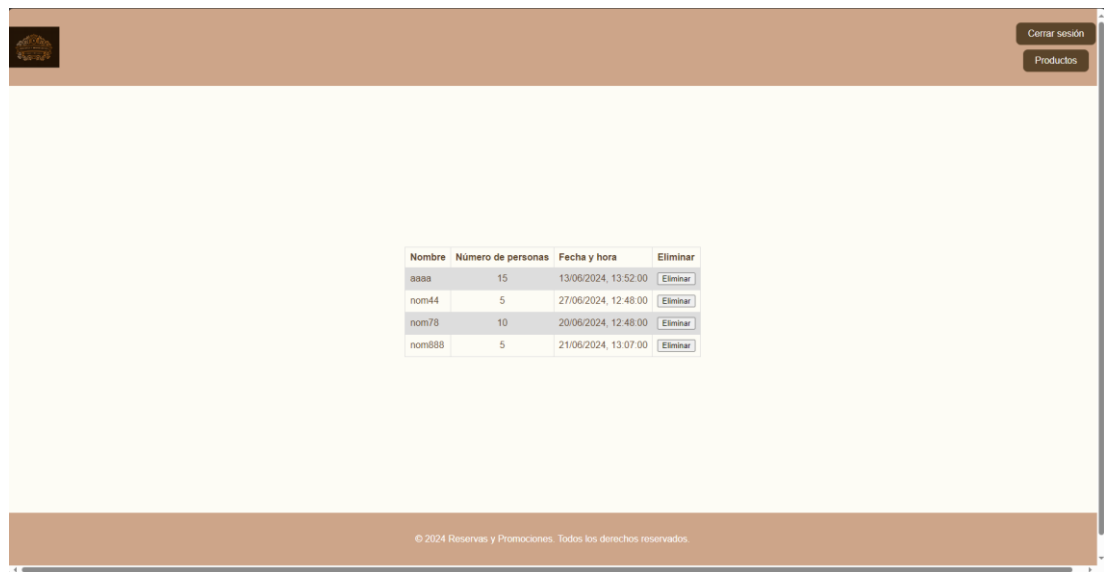 Cerrar sesión
Productos
Nombre Número de personas Fecha y hora Eliminar
aaaa 15 13/06/2024, 13:52:00 Eliminar
nom44 5 27/06/2024, 12:48:00 Eliminar
nom78 10 20/06/2024, 12:48:00 Eliminar
nom888 5 21/06/2024, 13:07:00 Eliminar
© 2024 Reservas y Promociones. Todos los derechos reservados.